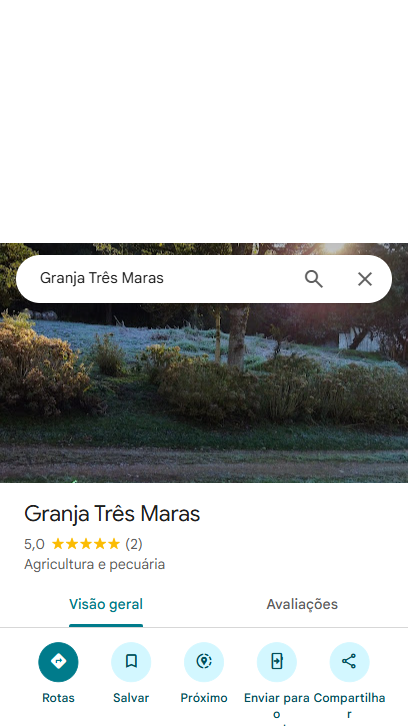 Granja Três Maras
Granja Três Maras
5,0 (2)
Agricultura e pecuária
Visão geral
Avaliações
Rotas
Salvar
Próximo
Enviar para
o
Compartilha
r